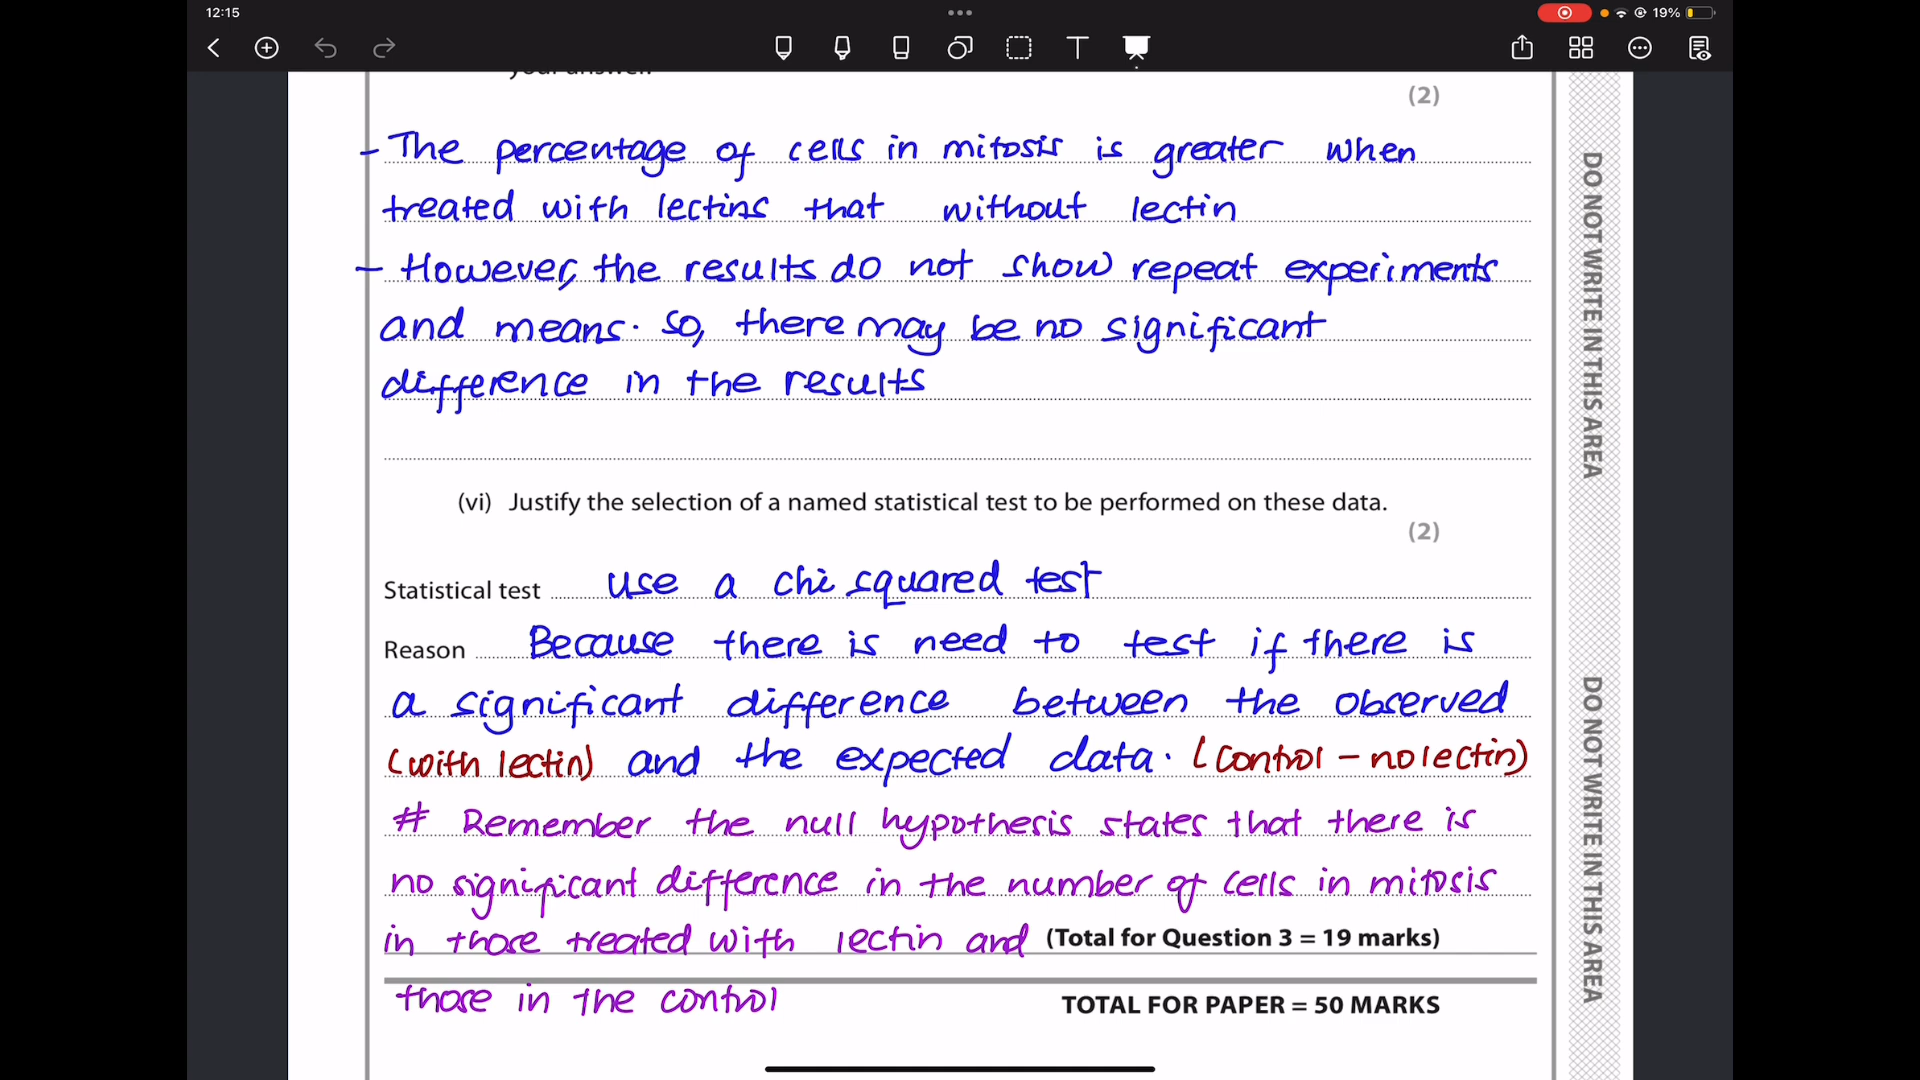 12:15
19%
your answer.
(2)
- The percentage of cells in mitosis is greater when
treated with lectins that without lectin
- However, the results do not show repeat experiments
and means. So, there may be no significant
difference in the results
(vi) Justify the selection of a named statistical test to be performed on these data.
(2)
Statistical test use a chi squared test
Reason Because there is need to test if there is
a significant difference between the observed
(with lectin) and the expected data. (control - no lectin)
# Remember the null hypothesis states that there is
no significant difference in the number of cells in mitosis
in those treated with lectin and (Total for Question 3 = 19 marks)
those in the control
TOTAL FOR PAPER = 50 MARKS
DO NOT WRITE IN THIS AREA
DO NOT WRITE IN THIS AREA